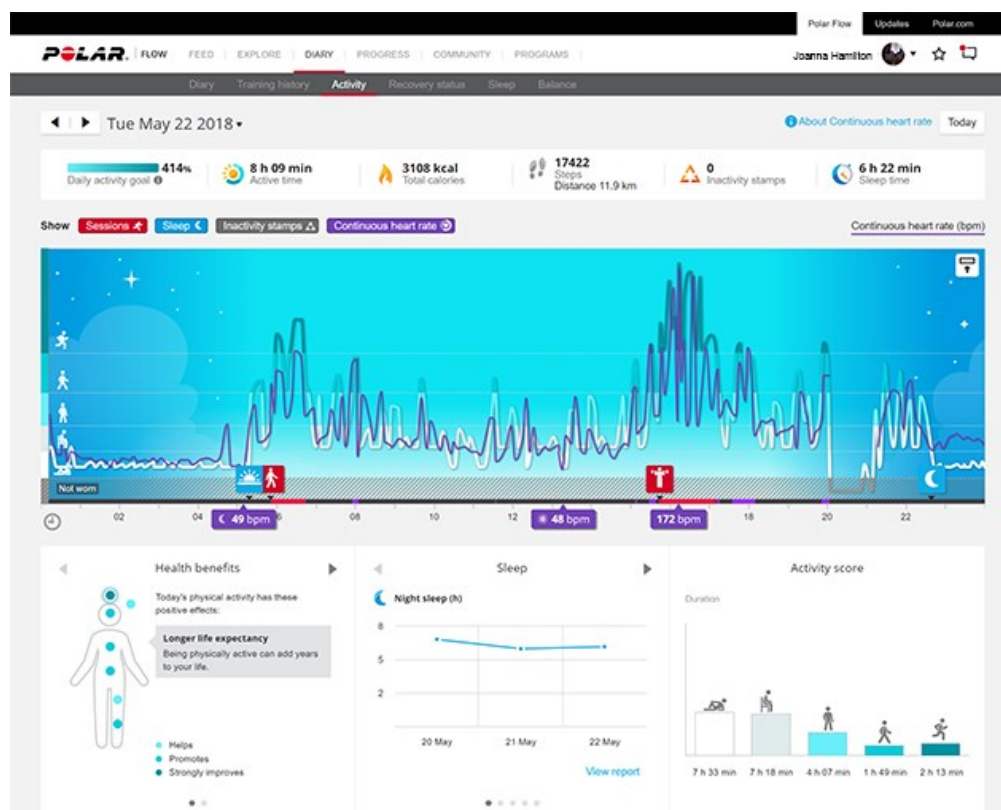 Polar Flow Updates Polar.com
POLAR. FLOW FEED EXPLORE DIARY PROGRESS COMMUNITY PROGRAMS Joanna Hamilton
Diary Training history Activity Recovery status Sleep Balance
Tue May 22 2018 About Continuous heart rate Today
414%
Daily activity goal
8 h 09 min
Active time
3108 kcal
Total calories
17422
Steps
Distance 11.9 km
0
Inactivity stamps
6 h 22 min
Sleep time
Show Sessions Sleep Inactivity stamps Continuous heart rate Continuous heart rate (bpm)
Not worn
02 04 06 08 10 12 16 18 20 22
49 bpm 48 bpm 172 bpm
Health benefits
Today's physical activity has these
positive effects:
Longer life expectancy
Being physically active can add years
to your life.
Helps
Promotes
Strongly improves
Sleep
Night sleep (h)
8
5
2
20 May 21 May 22 May
View report
Activity score
Duration
7 h 33 min 7 h 18 min 4 h 07 min 1 h 49 min 2 h 13 min